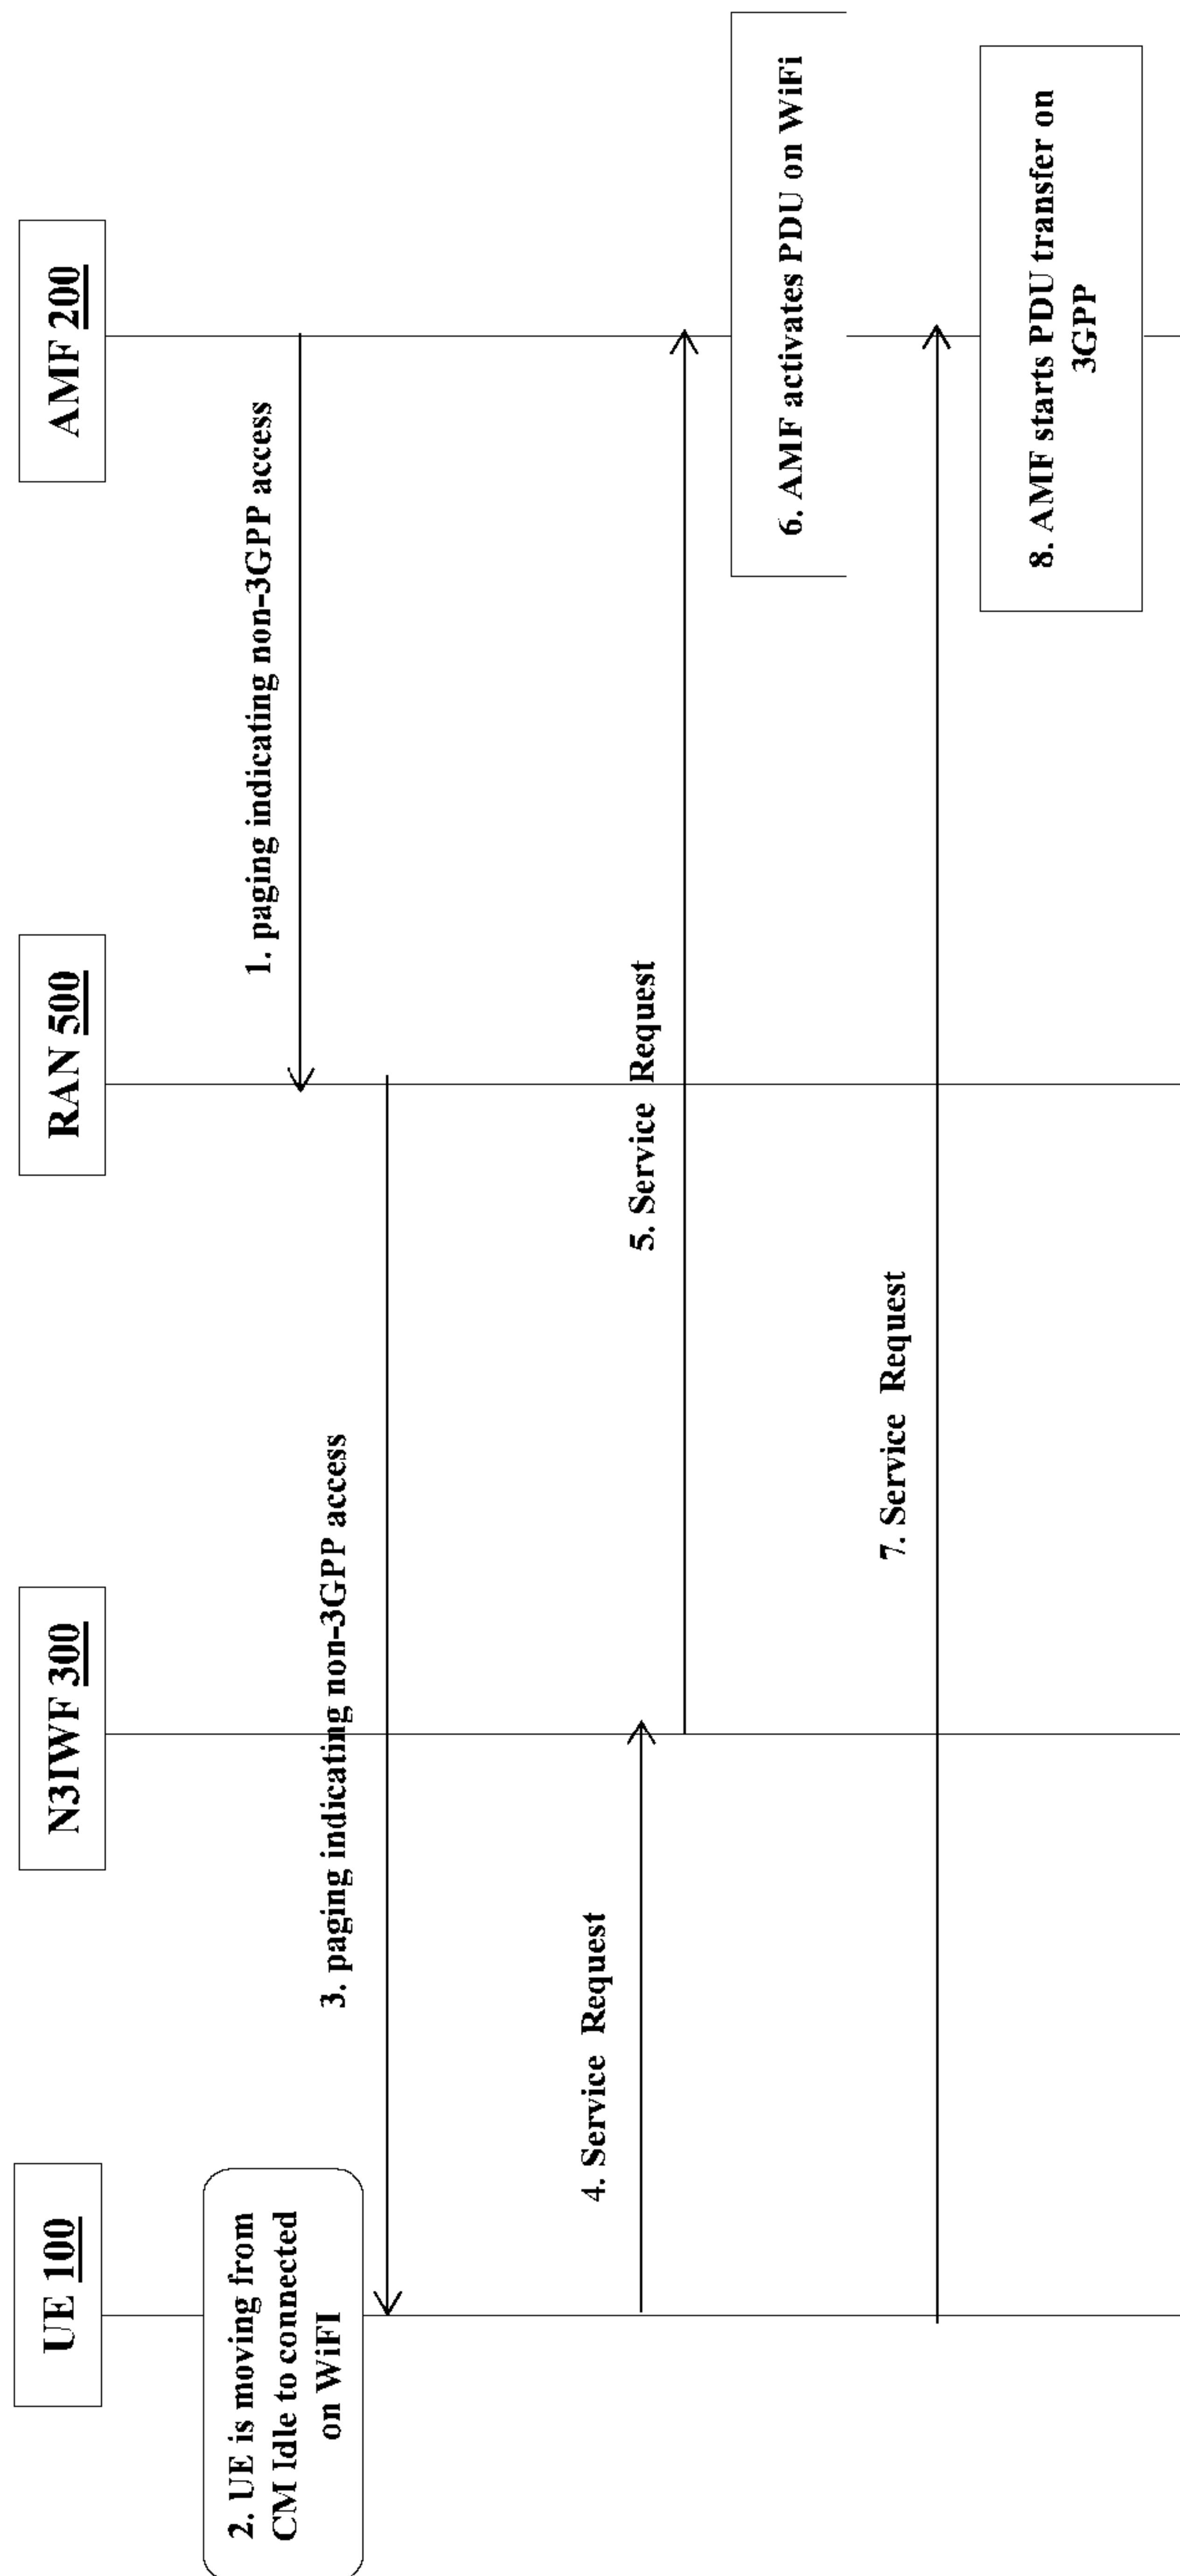 UE 100
N3IWF 300
RAN 500
AMF 200
1. paging indicating non-3GPP access
2. UE is moving from
CM Idle to connected
on WiFI
3. paging indicating non-3GPP access
4. Service Request
5. Service Request
6. AMF activates PDU on WiFi
7. Service Request
8. AMF starts PDU transfer on
3GPP